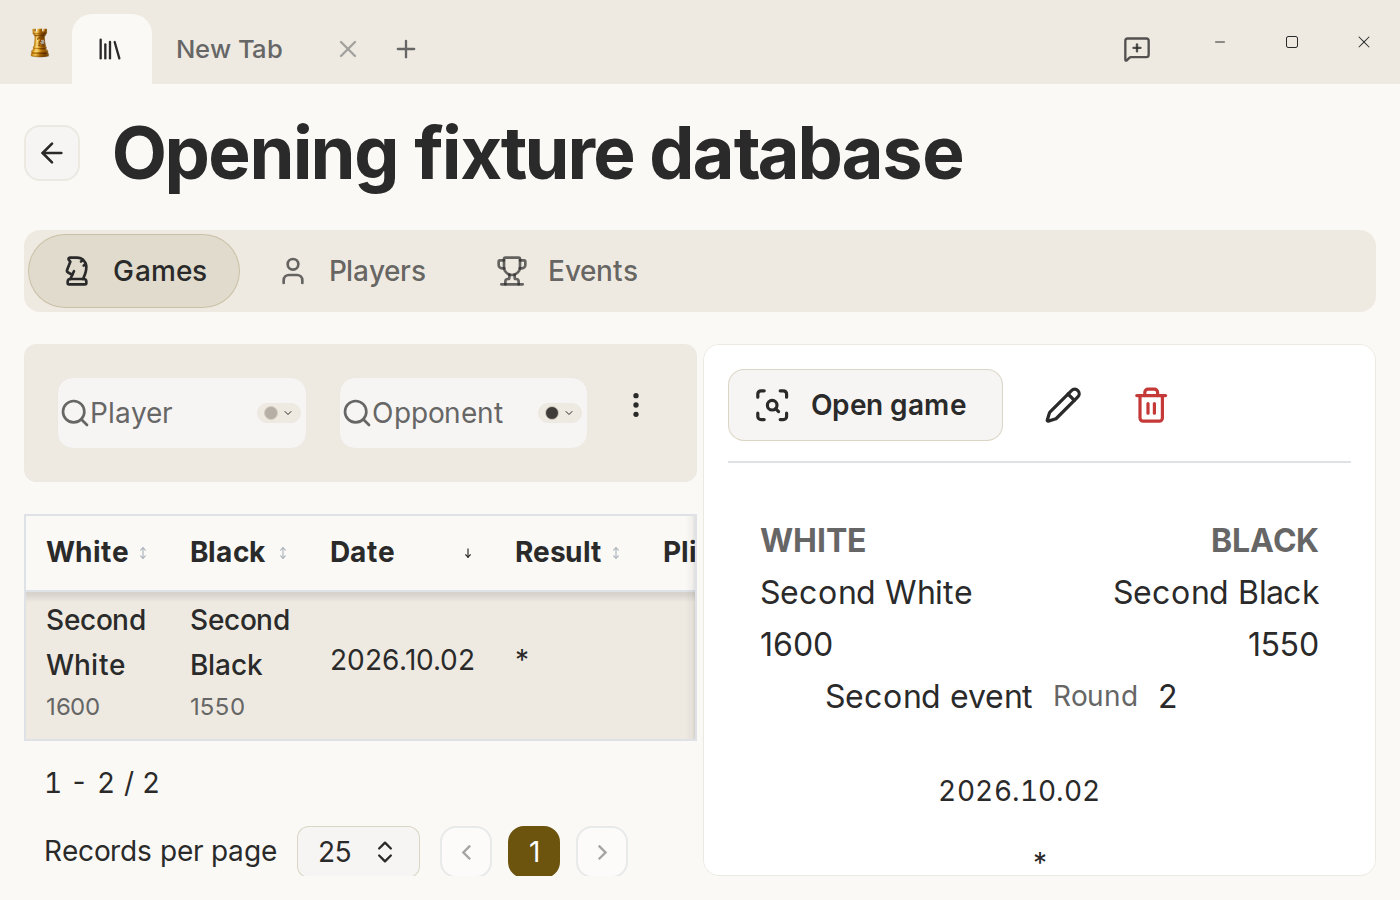 New Tab
Opening fixture database
Games Players Events
Player Opponent
Open game
WHITE BLACK
Second White Second Black
1600 1550
Second event Round 2
2026.10.02
*
White Black Date Result Pli
Second White 1600 Second Black 1550 2026.10.02 *
1 - 2 / 2
Records per page 25 1